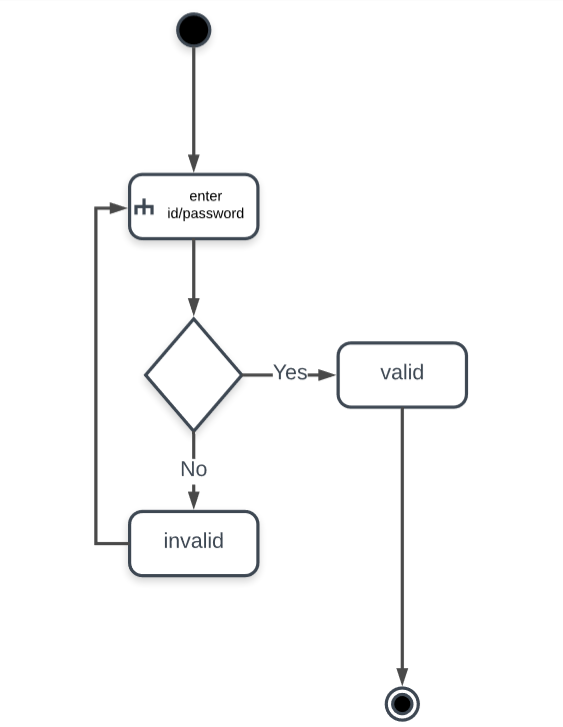 enter
id/password
Yes
valid
No
invalid